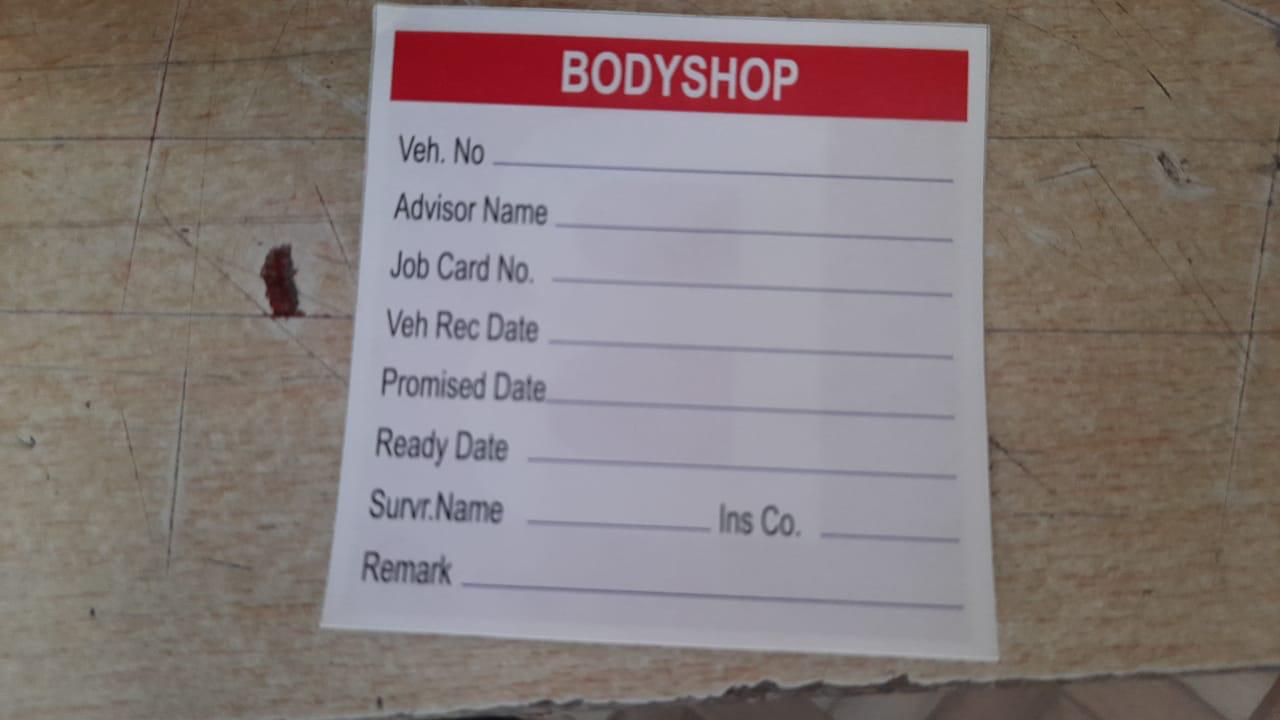 BODYSHOP
Veh. No
Advisor Name
Job Card No.
Veh Rec Date
Promised Date
Ready Date
Survr.Name Ins Co.
Remark